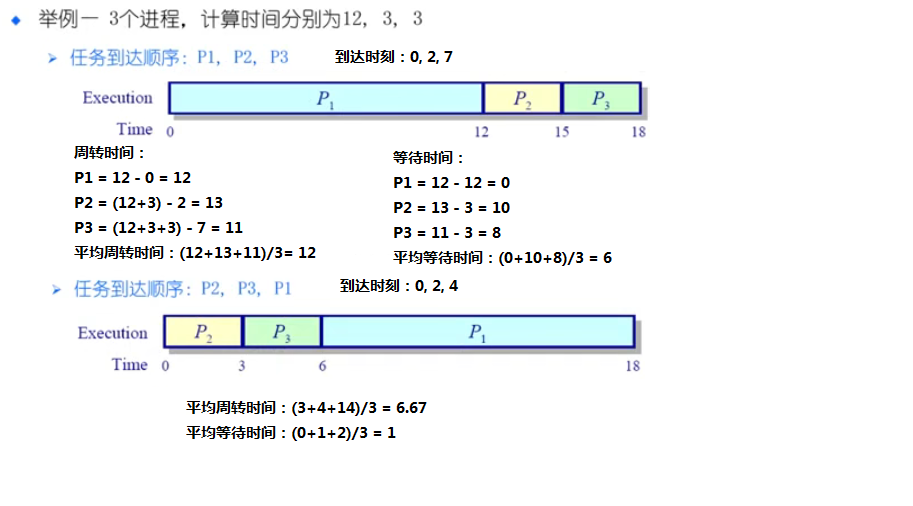 举例一 3个进程，计算时间分别为12, 3, 3
任务到达顺序：P1, P2, P3 到达时刻：0, 2, 7
Execution P1 P2 P3
Time 0 12 15 18
周转时间：
P1 = 12 - 0 = 12
P2 = (12+3) - 2 = 13
P3 = (12+3+3) - 7 = 11
平均周转时间：(12+13+11)/3= 12
等待时间：
P1 = 12 - 12 = 0
P2 = 13 - 3 = 10
P3 = 11 - 3 = 8
平均等待时间：(0+10+8)/3 = 6
任务到达顺序：P2, P3, P1 到达时刻：0, 2, 4
Execution P2 P3 P1
Time 0 3 6 18
平均周转时间：(3+4+14)/3 = 6.67
平均等待时间：(0+1+2)/3 = 1